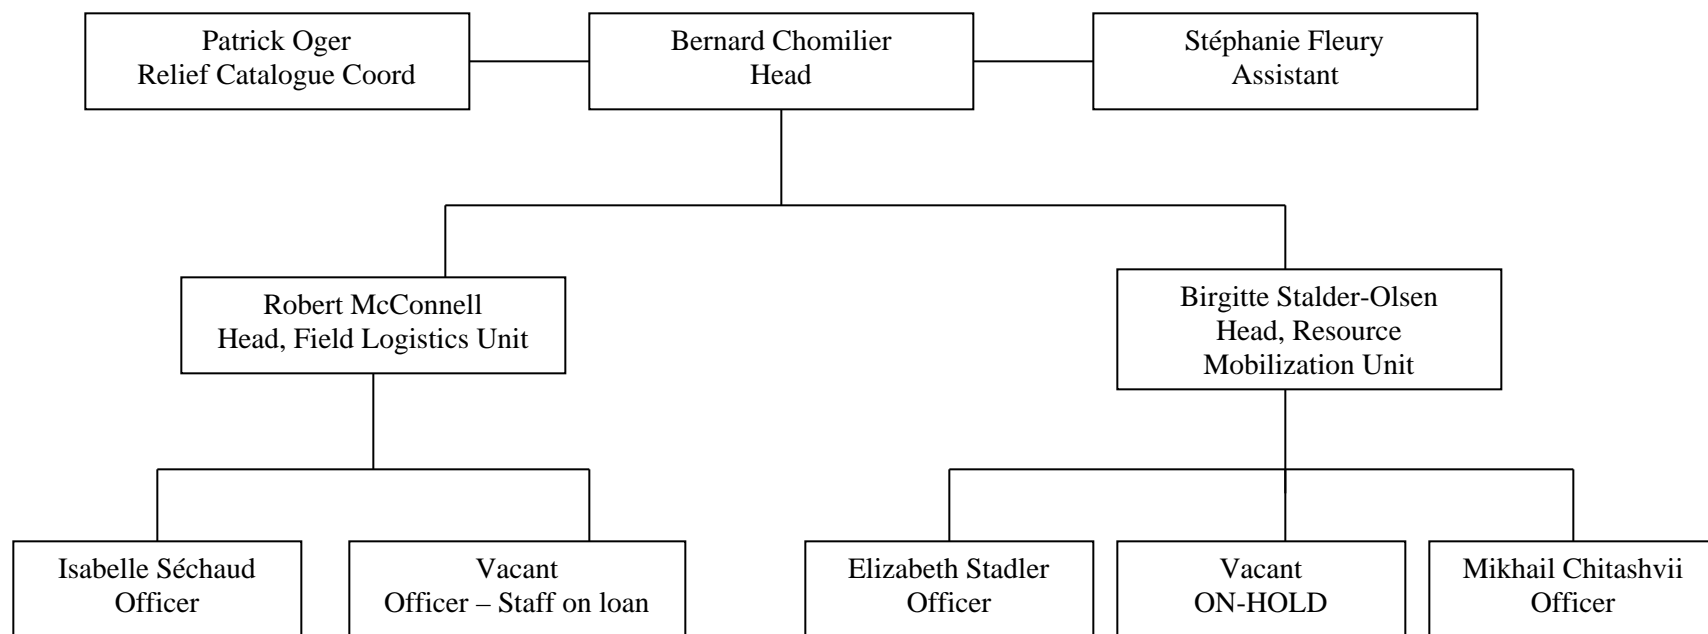 Patrick Oger
Relief Catalogue Coord
Bernard Chomilier
Head
Stéphanie Fleury
Assistant
Robert McConnell
Head, Field Logistics Unit
Birgitte Stalder-Olsen
Head, Resource
Mobilization Unit
Isabelle Séchaud
Officer
Vacant
Officer – Staff on loan
Elizabeth Stadler
Officer
Vacant
ON-HOLD
Mikhail Chitashvii
Officer